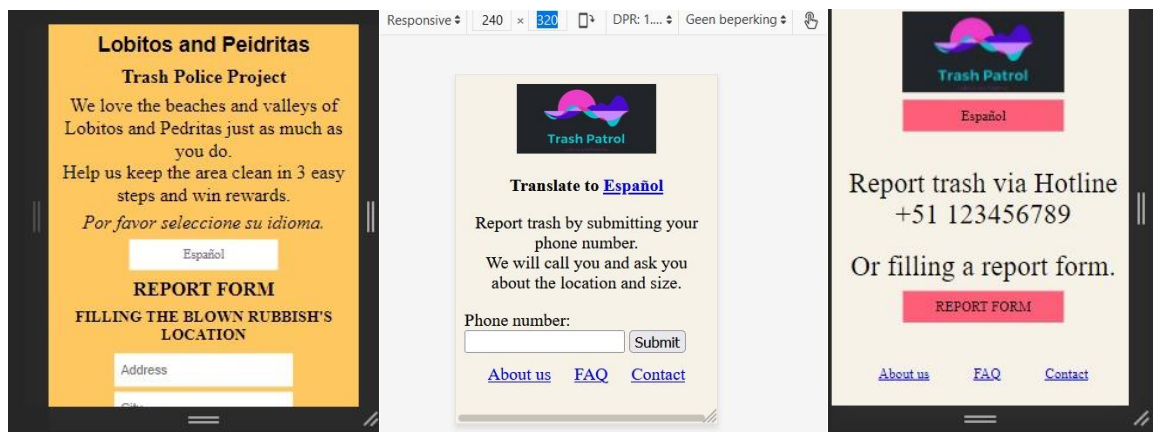 Lobitos and Peidritas
Trash Police Project
We love the beaches and valleys of
Lobitos and Pedritas just as much as
you do.
Help us keep the area clean in 3 easy
steps and win rewards.
Por favor seleccione su idioma.
Español
REPORT FORM
FILLING THE BLOWN RUBBISH'S
LOCATION
Address
Responsive 240 × 320 DPR: 1.... Geen beperking
Trash Patrol
Translate to Español
Report trash by submitting your
phone number.
We will call you and ask you
about the location and size.
Phone number:
Submit
About us FAQ Contact
Trash Patrol
Español
Report trash via Hotline
+51 123456789
Or filling a report form.
REPORT FORM
About us FAQ Contact